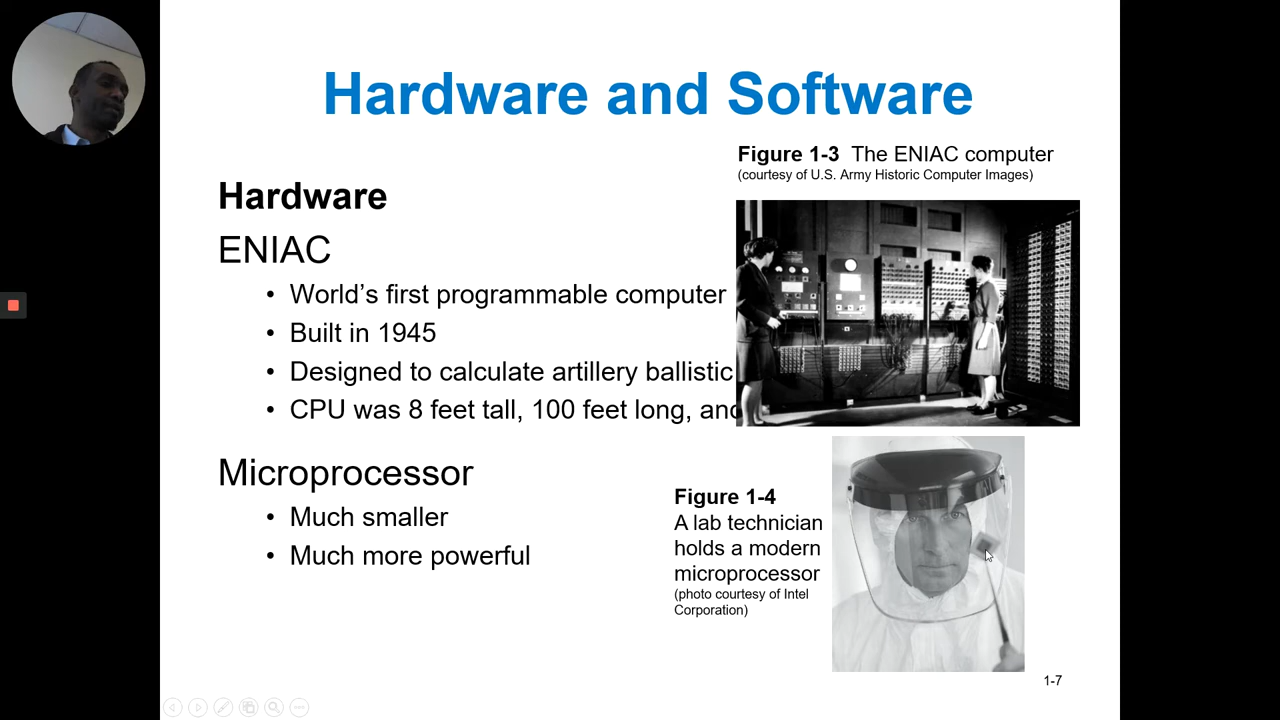 Hardware and Software
Figure 1-3 The ENIAC computer
(courtesy of U.S. Army Historic Computer Images)
Hardware
ENIAC
• World’s first programmable computer
• Built in 1945
• Designed to calculate artillery ballistic
• CPU was 8 feet tall, 100 feet long, and
Microprocessor
• Much smaller
• Much more powerful
Figure 1-4
A lab technician
holds a modern
microprocessor
(photo courtesy of Intel
Corporation)
1-7